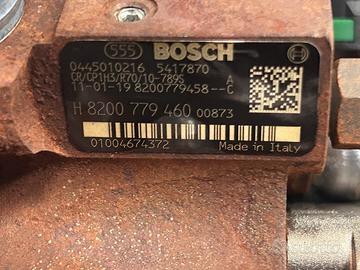 555 BOSCH
0445010216 5417870
CR/CP1H3/R70/10-789S A
11-01-19 8200779458--C
H 8200 779 460 00873
01004674372
Made in Italy